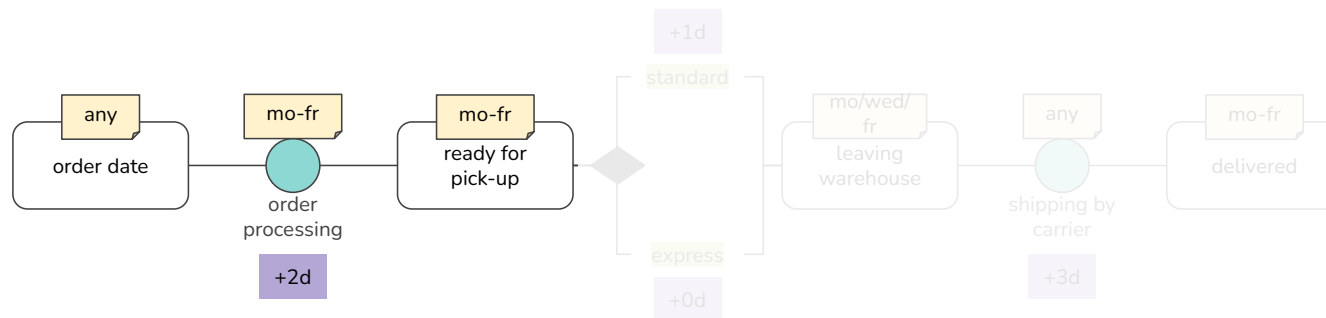 any
order date
mo-fr
order
processing
+2d
mo-fr
ready for
pick-up
+1d
standard
express
+0d
mo/wed/
fr
leaving
warehouse
any
shipping by
carrier
+3d
mo-fr
delivered